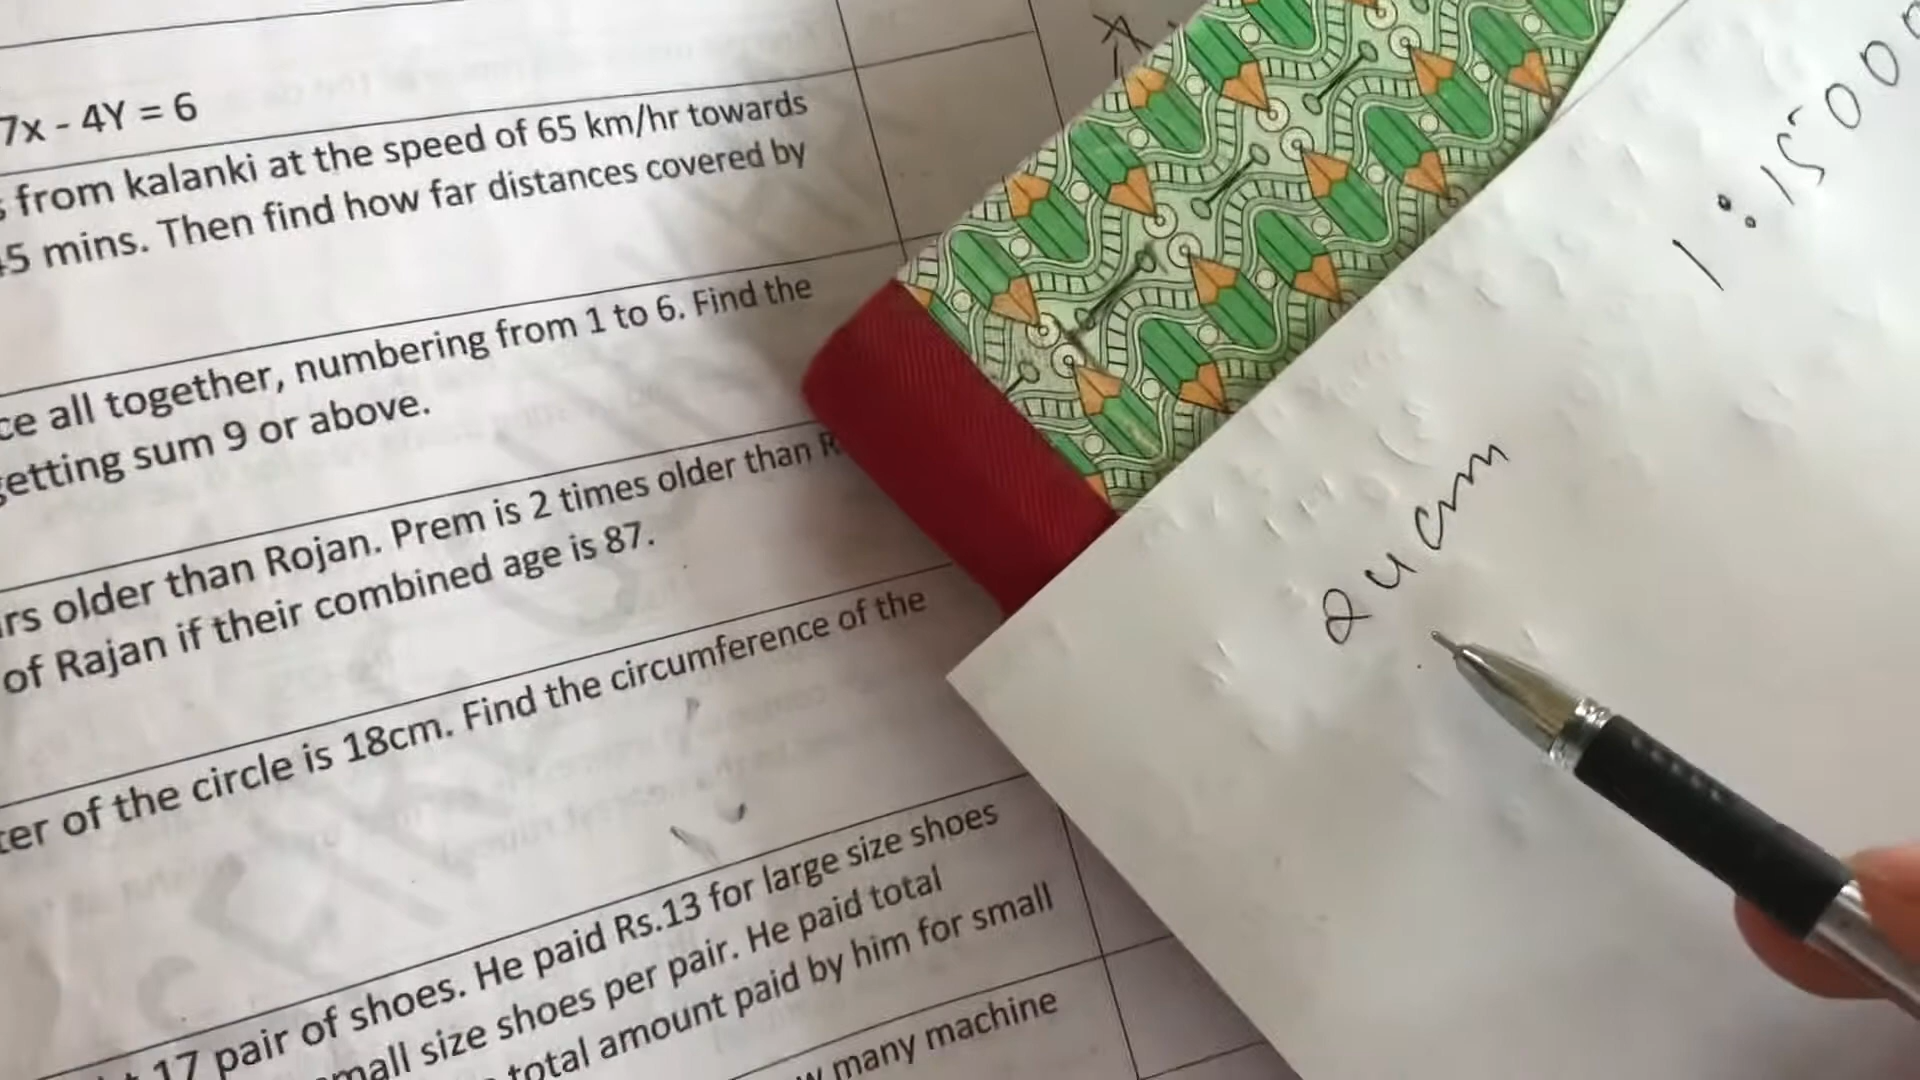 7x - 4Y = 6
from kalanki at the speed of 65 km/hr towards
5 mins. Then find how far distances covered by
ce all together, numbering from 1 to 6. Find the
etting sum 9 or above.
rs older than Rojan. Prem is 2 times older than R
of Rajan if their combined age is 87.
ter of the circle is 18cm. Find the circumference of the
17 pair of shoes. He paid Rs.13 for large size shoes
mall size shoes per pair. He paid total
total amount paid by him for small
w many machine
1:1500
24cm